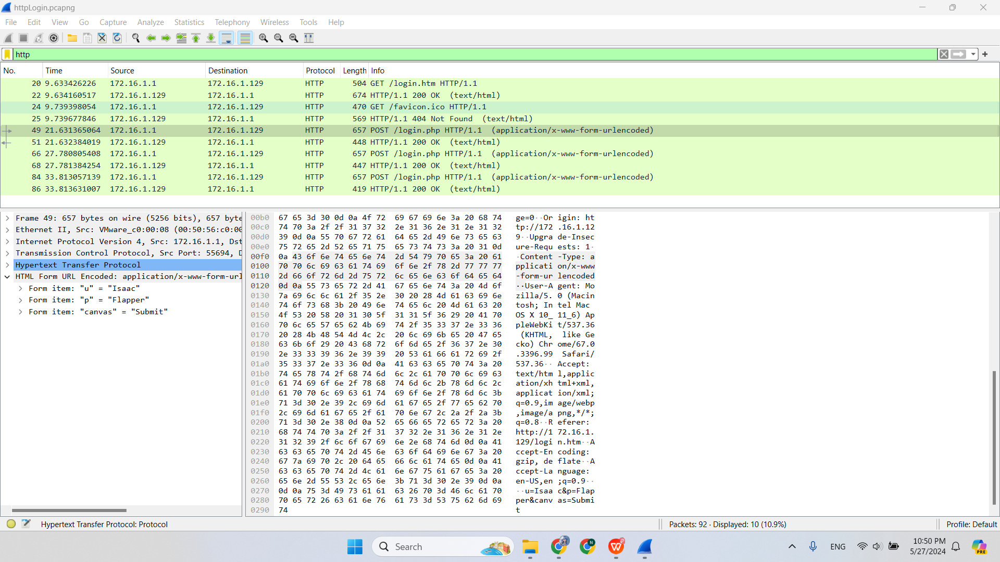 httpLogin.pcapng
File Edit View Go Capture Analyze Statistics Telephony Wireless Tools Help
http
No. Time Source Destination Protocol Length Info
20 9.633426226 172.16.1.1 172.16.1.129 HTTP 504 GET /login.htm HTTP/1.1
22 9.634160517 172.16.1.129 172.16.1.1 HTTP 674 HTTP/1.1 200 OK (text/html)
24 9.739398054 172.16.1.1 172.16.1.129 HTTP 470 GET /favicon.ico HTTP/1.1
25 9.739677846 172.16.1.129 172.16.1.1 HTTP 569 HTTP/1.1 404 Not Found (text/html)
49 21.631365064 172.16.1.1 172.16.1.129 HTTP 657 POST /login.php HTTP/1.1 (application/x-www-form-urlencoded)
51 21.632384019 172.16.1.129 172.16.1.1 HTTP 448 HTTP/1.1 200 OK (text/html)
66 27.780805408 172.16.1.1 172.16.1.129 HTTP 657 POST /login.php HTTP/1.1 (application/x-www-form-urlencoded)
68 27.781384254 172.16.1.129 172.16.1.1 HTTP 447 HTTP/1.1 200 OK (text/html)
84 33.813057139 172.16.1.1 172.16.1.129 HTTP 657 POST /login.php HTTP/1.1 (application/x-www-form-urlencoded)
86 33.813631007 172.16.1.129 172.16.1.1 HTTP 419 HTTP/1.1 200 OK (text/html)
Frame 49: 657 bytes on wire (5256 bits), 657 byte
Ethernet II, Src: VMware_c0:00:08 (00:50:56:c0:00
Internet Protocol Version 4, Src: 172.16.1.1, Dst
Transmission Control Protocol, Src Port: 55694, D
Hypertext Transfer Protocol
HTML Form URL Encoded: application/x-www-form-url
Form item: "u" = "Isaac"
Form item: "p" = "Flapper"
Form item: "canvas" = "Submit"
00b0 67 65 3d 30 0d 0a 4f 72 69 67 69 6e 3a 20 68 74 ge=0··Or igin: ht
00c0 74 70 3a 2f 2f 31 37 32 2e 31 36 2e 31 2e 31 32 tp://172 .16.1.12
00d0 39 0d 0a 55 70 67 72 61 64 65 2d 49 6e 73 65 63 9··Upgra de-Insec
00e0 75 72 65 2d 52 65 71 75 65 73 74 73 3a 20 31 0d ure-Requ ests: 1·
00f0 0a 43 6f 6e 74 65 6e 74 2d 54 79 70 65 3a 20 61 ·Content -Type: a
0100 70 70 6c 69 63 61 74 69 6f 6e 2f 78 2d 77 77 77 pplicati on/x-www
0110 2d 66 6f 72 6d 2d 75 72 6c 65 6e 63 6f 64 65 64 -form-ur lencoded
0120 0d 0a 55 73 65 72 2d 41 67 65 6e 74 3a 20 4d 6f ··User-A gent: Mo
0130 7a 69 6c 6c 61 2f 35 2e 30 20 28 4d 61 63 69 6e zilla/5. 0 (Macin
0140 74 6f 73 68 3b 20 49 6e 74 65 6c 20 4d 61 63 20 tosh; In tel Mac
0150 4f 53 20 58 20 31 30 5f 31 31 5f 36 29 20 41 70 OS X 10_ 11_6) Ap
0160 70 6c 65 57 65 62 4b 69 74 2f 35 33 37 2e 33 36 pleWebKi t/537.36
0170 20 28 4b 48 54 4d 4c 2c 20 6c 69 6b 65 20 47 65 (KHTML, like Ge
0180 63 6b 6f 29 20 43 68 72 6f 6d 65 2f 36 37 2e 30 cko) Chr ome/67.0
0190 2e 33 33 39 36 2e 39 39 20 53 61 66 61 72 69 2f .3396.99 Safari/
01a0 35 33 37 2e 33 36 0d 0a 41 63 63 65 70 74 3a 20 537.36·· Accept:
01b0 74 65 78 74 2f 68 74 6d 6c 2c 61 70 70 6c 69 63 text/htm l,applic
01c0 61 74 69 6f 6e 2f 78 68 74 6d 6c 2b 78 6d 6c 2c ation/xh tml+xml,
01d0 61 70 70 6c 69 63 61 74 69 6f 6e 2f 78 6d 6c 3b applicat ion/xml;
01e0 71 3d 30 2e 39 2c 69 6d 61 67 65 2f 77 65 62 70 q=0.9,im age/webp
01f0 2c 69 6d 61 67 65 2f 61 70 6e 67 2c 2a 2f 2a 3b ,image/a png,*/*;
0200 71 3d 30 2e 38 0d 0a 52 65 66 65 72 65 72 3a 20 q=0.8··R eferer:
0210 68 74 74 70 3a 2f 2f 31 37 32 2e 31 36 2e 31 2e http://1 72.16.1.
0220 31 32 39 2f 6c 6f 67 69 6e 2e 68 74 6d 0d 0a 41 129/logi n.htm··A
0230 63 63 65 70 74 2d 45 6e 63 6f 64 69 6e 67 3a 20 ccept-En coding:
0240 67 7a 69 70 2c 20 64 65 66 6c 61 74 65 0d 0a 41 gzip, de flate··A
0250 63 63 65 70 74 2d 4c 61 6e 67 75 61 67 65 3a 20 ccept-La nguage:
0260 65 6e 2d 55 53 2c 65 6e 3b 71 3d 30 2e 39 0d 0a en-US,en ;q=0.9··
0270 0d 0a 75 3d 49 73 61 61 63 26 70 3d 46 6c 61 70 ··u=Isaa c&p=Flap
0280 70 65 72 26 63 61 6e 76 61 73 3d 53 75 62 6d 69 per&canv as=Submi
0290 74 t
Hypertext Transfer Protocol: Protocol Packets: 92 · Displayed: 10 (10.9%) Profile: Default
Search
ENG
10:50 PM
5/27/2024
PRE